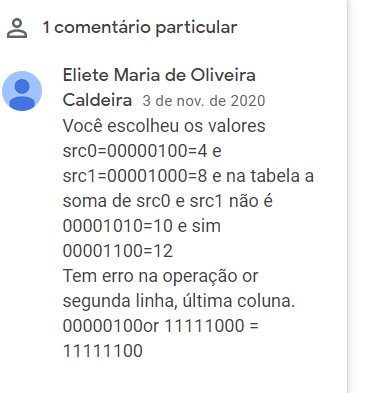 1 comentário particular
Eliete Maria de Oliveira
Caldeira 3 de nov. de 2020
Você escolheu os valores
src0=00000100=4 e
src1=00001000=8 e na tabela a
soma de src0 e src1 não é
00001010=10 e sim
00001100=12
Tem erro na operação or
segunda linha, última coluna.
00000100or 11111000 =
11111100